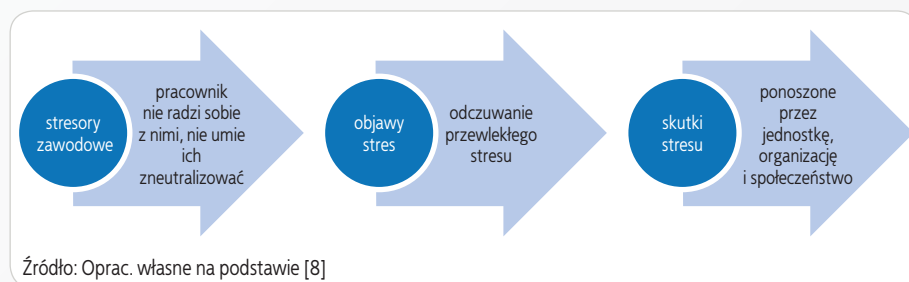 stresory
zawodowe
pracownik
nie radzi sobie
z nimi, nie umie
ich
zneutralizować
objawy
stres
odczuwanie
przewlekłego
stresu
skutki
stresu
ponoszone
przez
jednostkę,
organizację
i społeczeństwo
Źródło: Oprac. własne na podstawie [8]